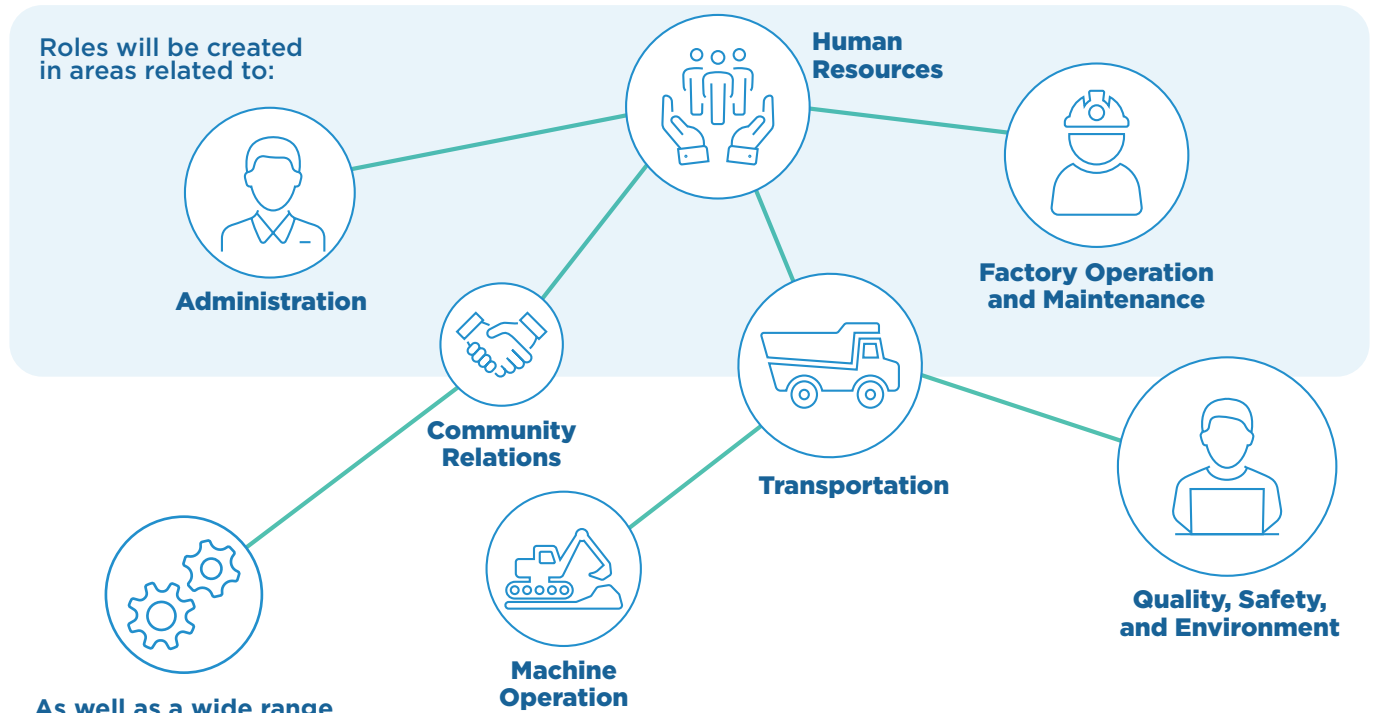 Roles will be created
in areas related to:
Human
Resources
Administration
Factory Operation
and Maintenance
Community
Relations
Transportation
Quality, Safety,
and Environment
Machine
Operation
As well as a wide range